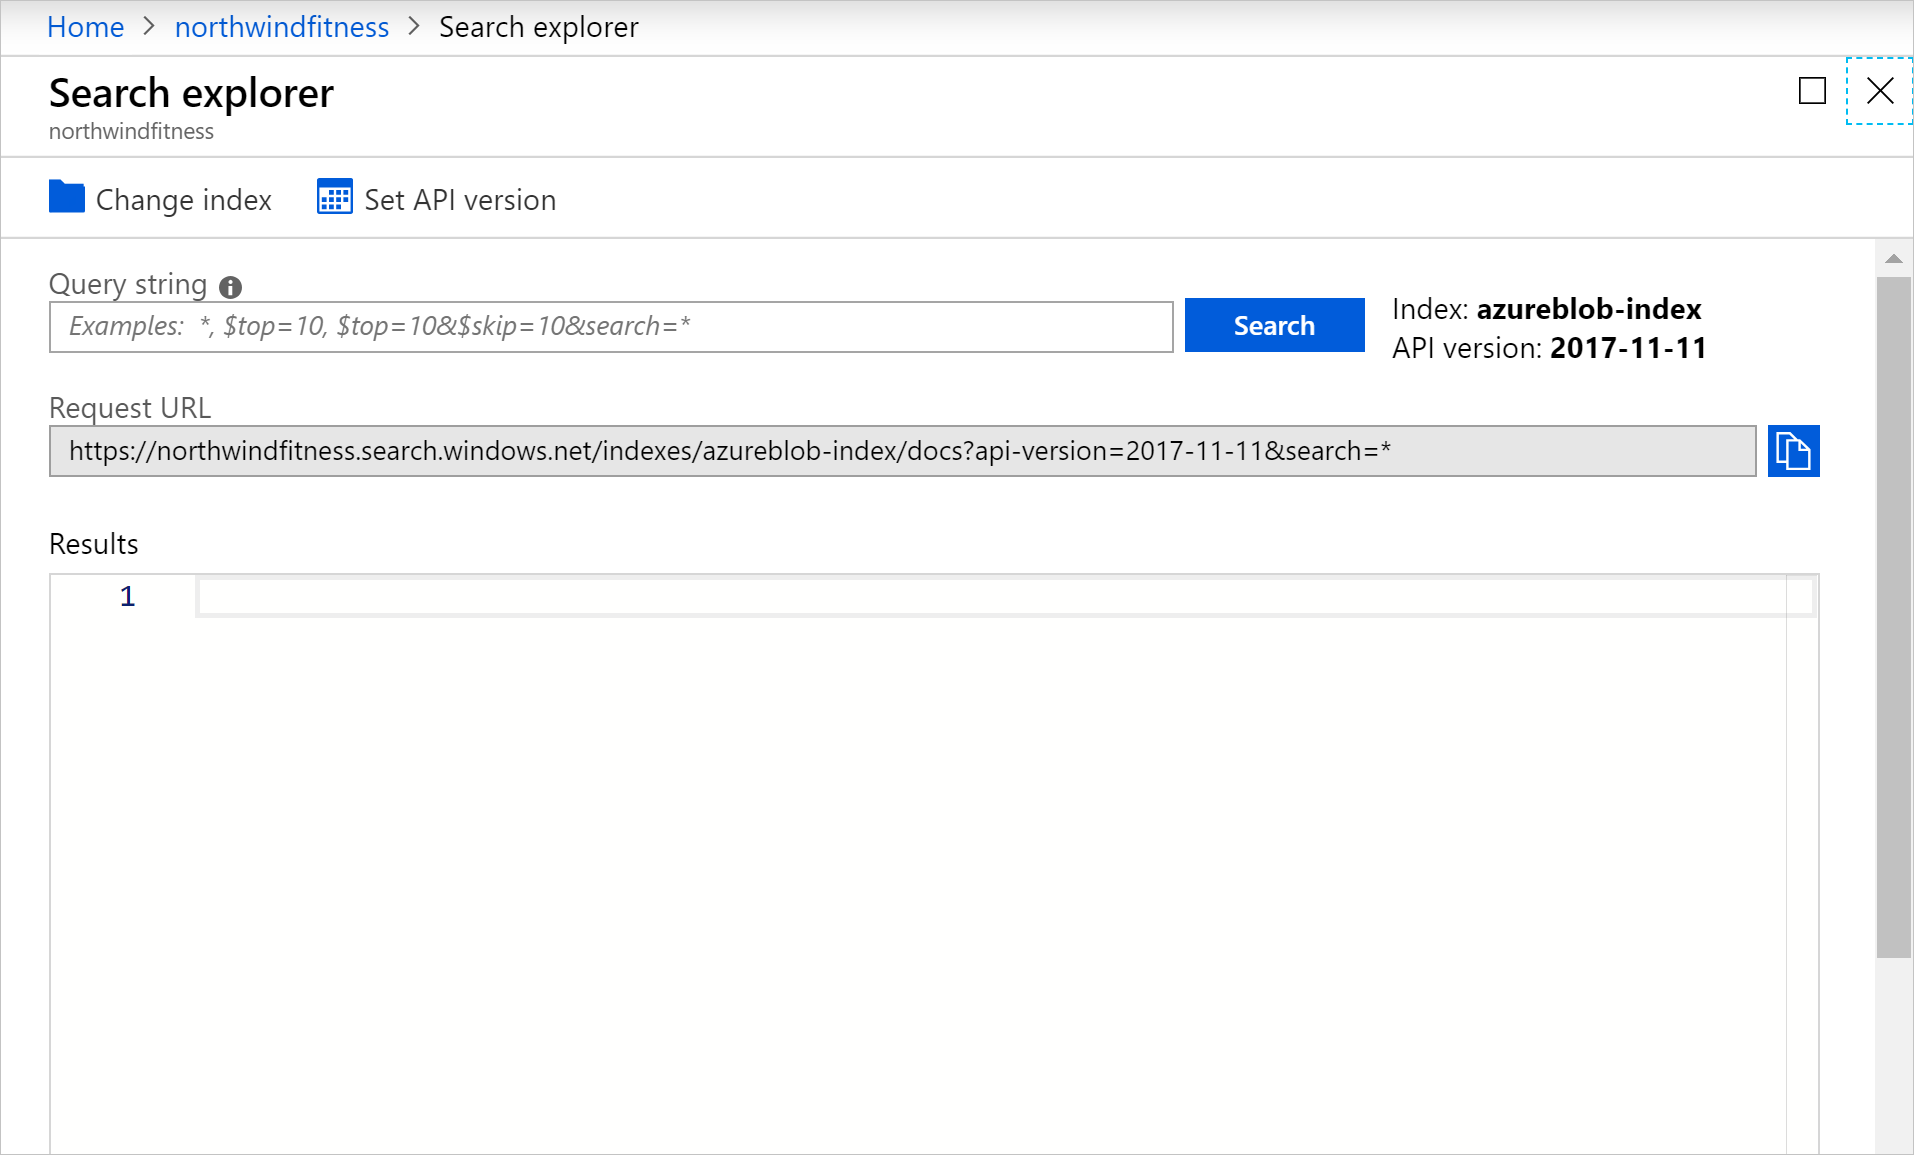 Home > northwindfitness > Search explorer
Search explorer
northwindfitness
Change index Set API version
Query string
Examples: *, $top=10, $top=10&$skip=10&search=*
Search
Index: azureblob-index
API version: 2017-11-11
Request URL
https://northwindfitness.search.windows.net/indexes/azureblob-index/docs?api-version=2017-11-11&search=*
Results
1